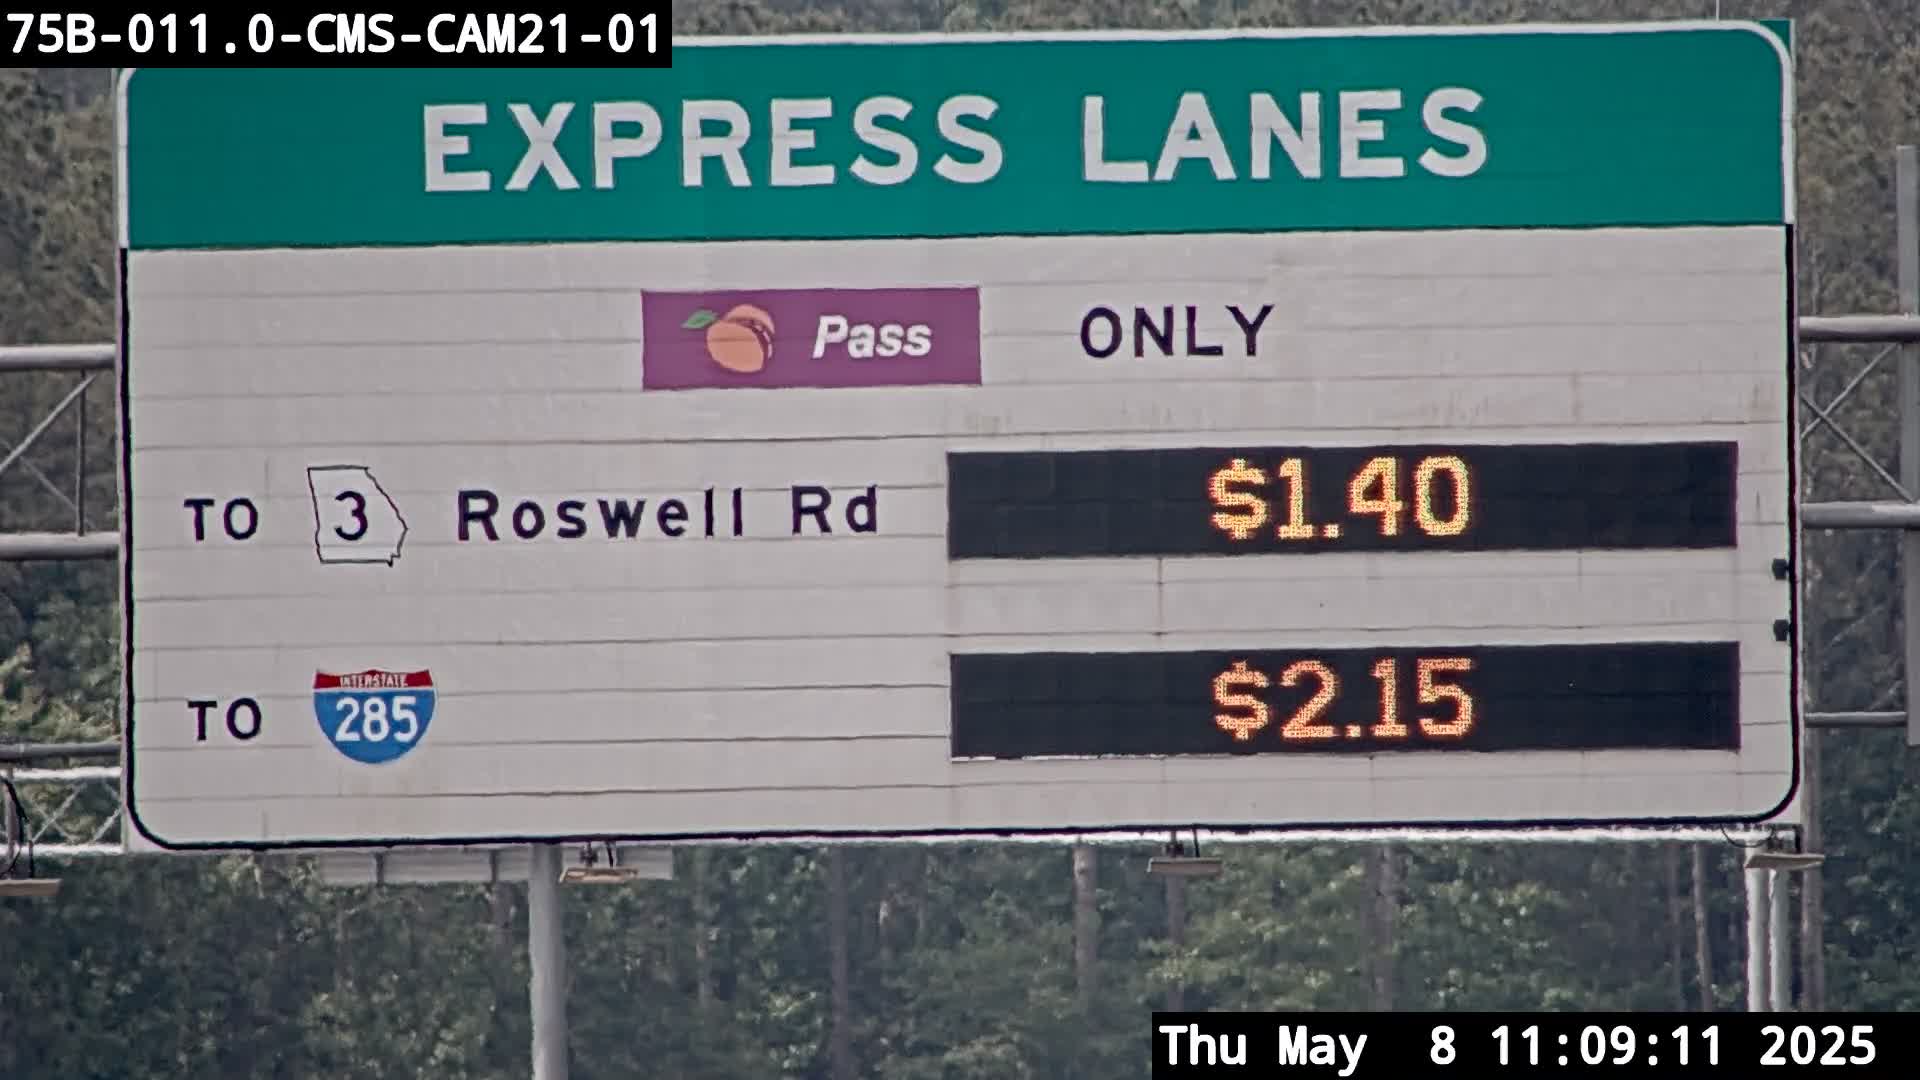 75B-011.0-CMS-CAM21-01
EXPRESS LANES
Pass ONLY
TO 3 Roswell Rd $1.40
INTERSTATE
TO 285 $2.15
Thu May 8 11:09:11 2025